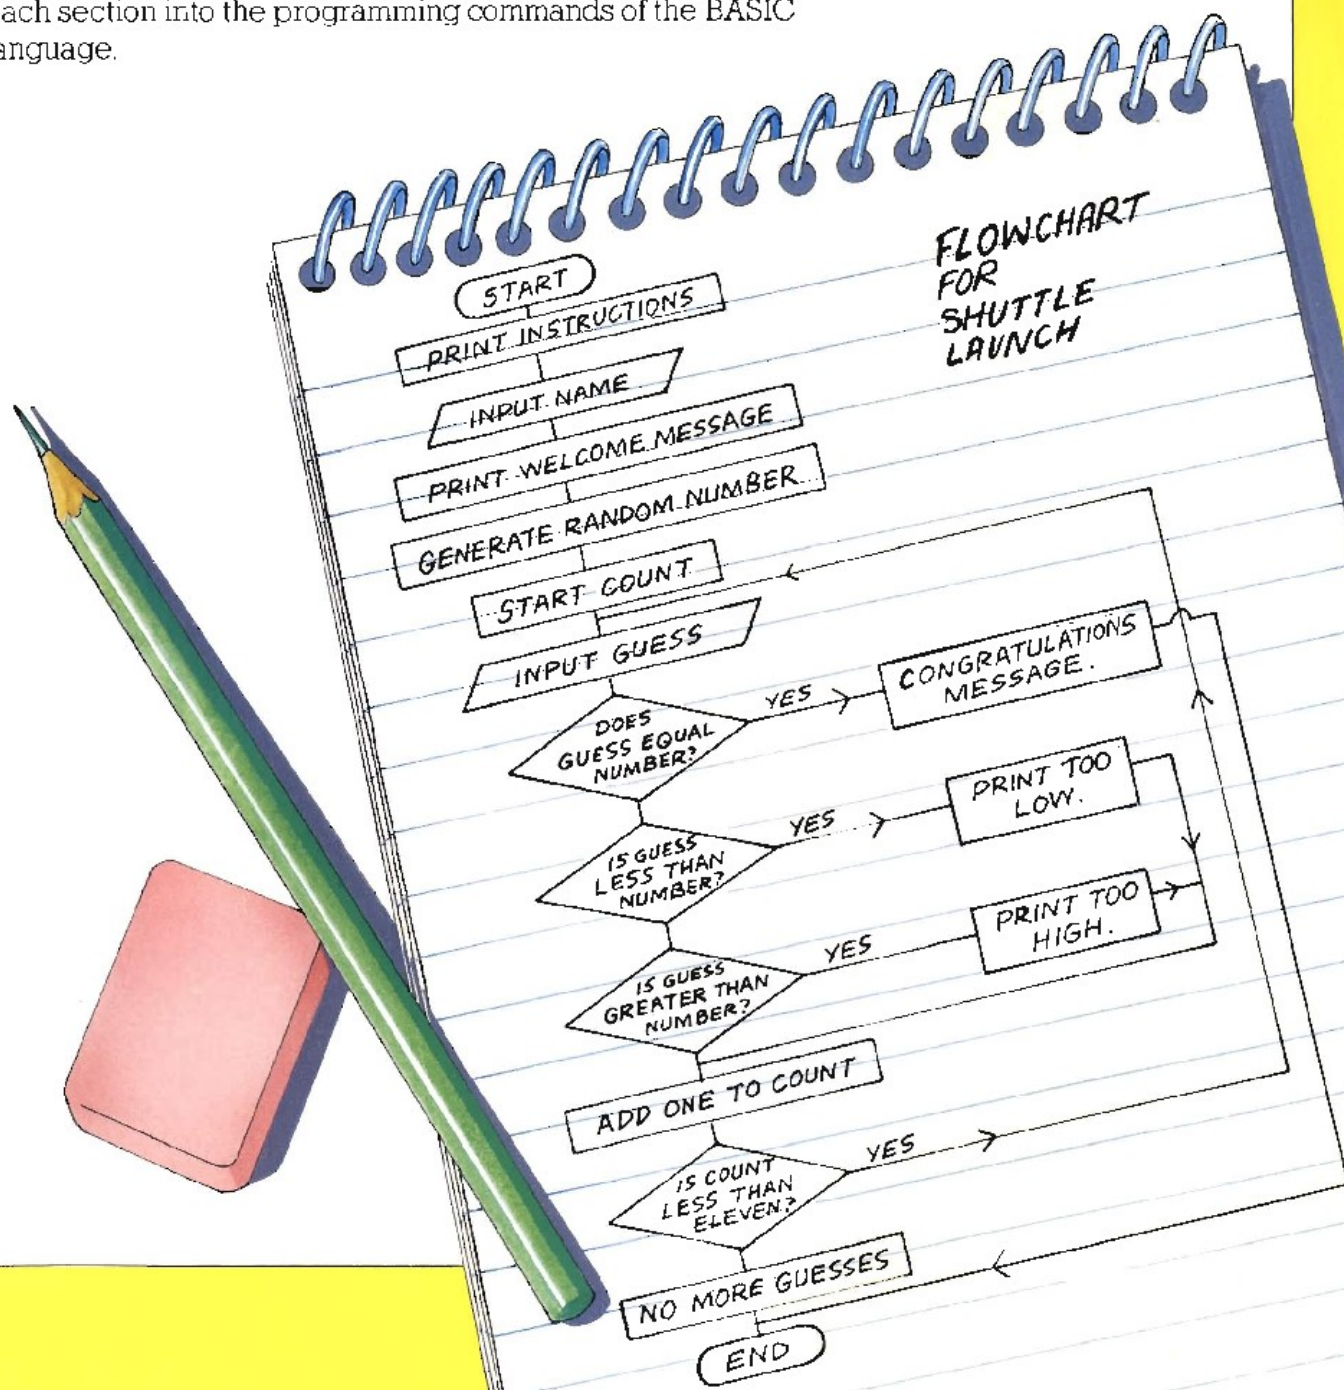 ach section into the programming commands of the BASIC
anguage.
FLOWCHART
FOR
SHUTTLE
LAUNCH
START
PRINT INSTRUCTIONS
INPUT NAME
PRINT WELCOME MESSAGE
GENERATE RANDOM NUMBER
START COUNT
INPUT GUESS
DOES
GUESS EQUAL
NUMBER?
YES
CONGRATULATIONS
MESSAGE.
IS GUESS
LESS THAN
NUMBER?
YES
PRINT TOO
LOW.
IS GUESS
GREATER THAN
NUMBER?
YES
PRINT TOO
HIGH.
ADD ONE TO COUNT
IS COUNT
LESS THAN
ELEVEN?
YES
NO MORE GUESSES
END